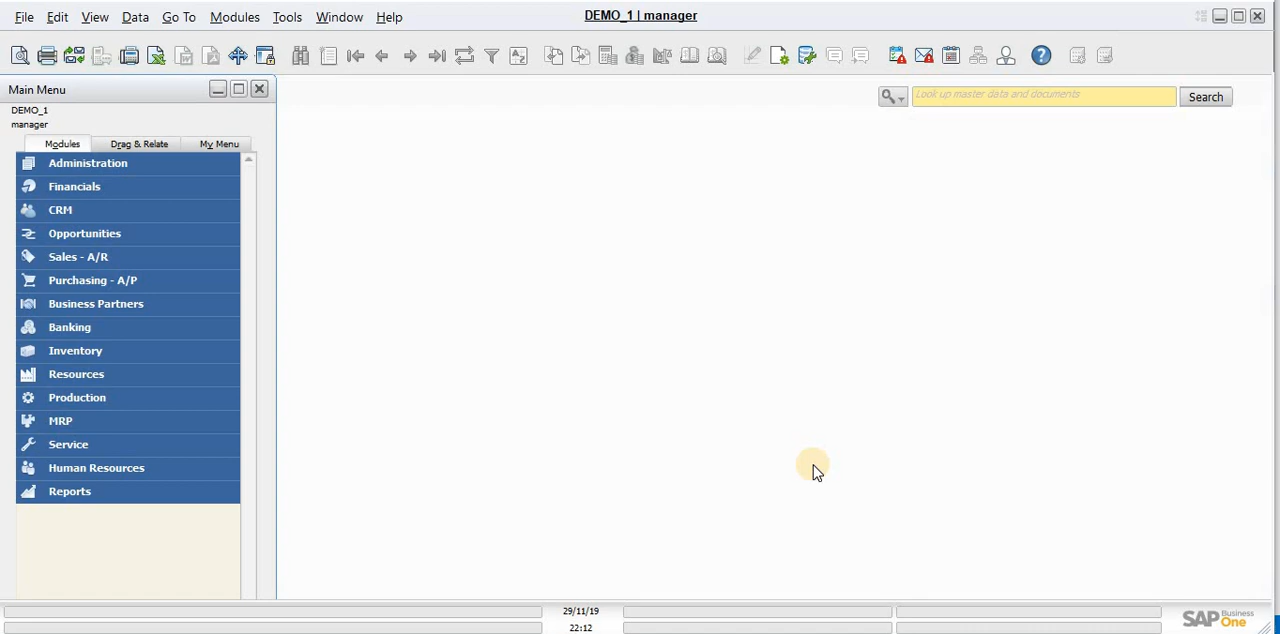 File Edit View Data Go To Modules Tools Window Help
DEMO_1 | manager
Main Menu
DEMO_1
manager
Modules Drag & Relate My Menu
Look up master data and documents
Search
Administration
Financials
CRM
Opportunities
Sales - A/R
Purchasing - A/P
Business Partners
Banking
Inventory
Resources
Production
MRP
Service
Human Resources
Reports
29/11/19
22:12
SAP Business One